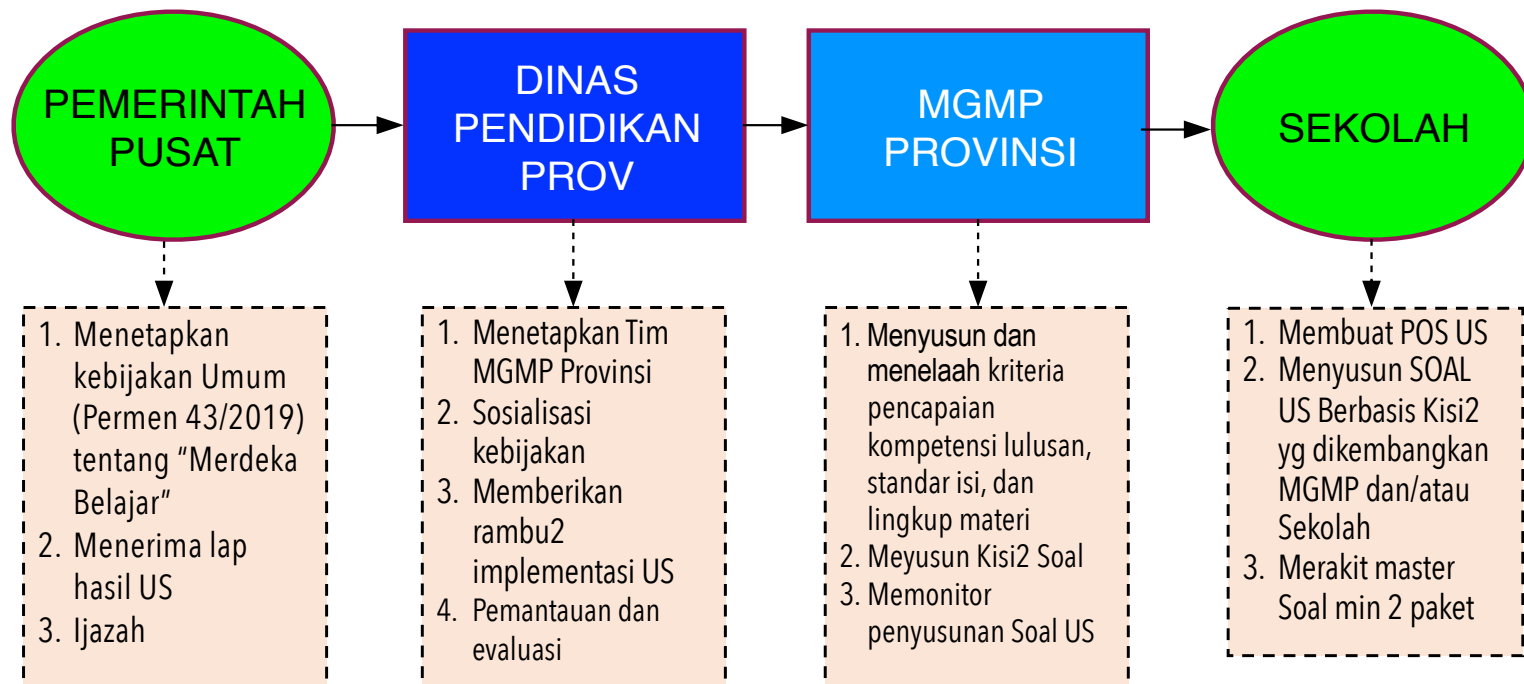 PEMERINTAH
PUSAT
DINAS
PENDIDIKAN
PROV
MGMP
PROVINSI
SEKOLAH
1. Menetapkan
kebijakan Umum
(Permen 43/2019)
tentang “Merdeka
Belajar”
2. Menerima lap
hasil US
3. Ijazah
1. Menetapkan Tim
MGMP Provinsi
2. Sosialisasi
kebijakan
3. Memberikan
rambu2
implementasi US
4. Pemantauan dan
evaluasi
1. Menyusun dan
menelaah kriteria
pencapaian
kompetensi lulusan,
standar isi, dan
lingkup materi
2. Meyusun Kisi2 Soal
3. Memonitor
penyusunan Soal US
1. Membuat POS US
2. Menyusun SOAL
US Berbasis Kisi2
yg dikembangkan
MGMP dan/atau
Sekolah
3. Merakit master
Soal min 2 paket